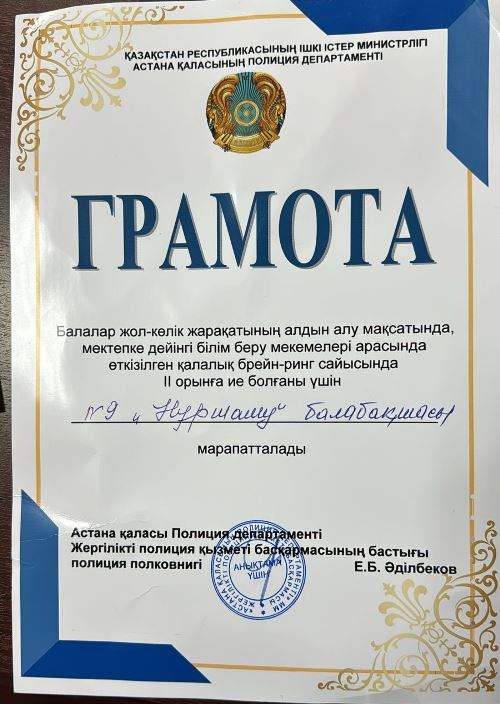 ҚАЗАҚСТАН РЕСПУБЛИКАСЫНЫҢ ІШКІ ІСТЕР МИНИСТРЛІГІ
АСТАНА ҚАЛАСЫНЫҢ ПОЛИЦИЯ ДЕПАРТАМЕНТІ
ГРАМОТА
Балалар жол-көлік жарақатының алдын алу мақсатында,
мектепке дейінгі білім беру мекемелері арасында
өткізілген қалалық брейн-ринг сайысында
ІІ орынға ие болғаны үшін
№9 „Нұршашу" балабақшасы
марапатталады
Астана қаласы Полиция департаменті
Жергілікті полиция қызметі басқармасының бастығы
полиция полковнигі Е.Б. Әділбеков
АНЫҚТАМА
ҮШІН